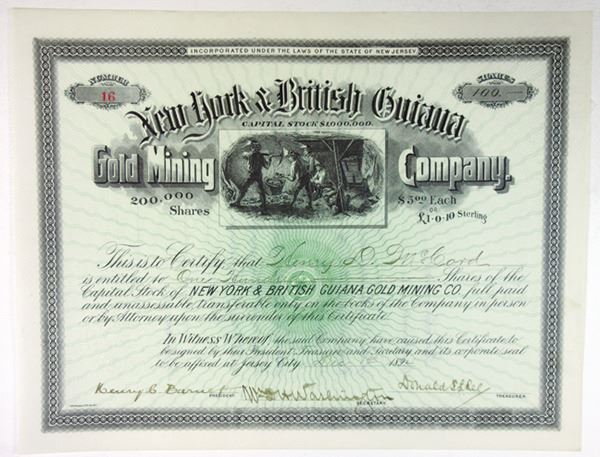 INCORPORATED UNDER THE LAWS OF THE STATE OF NEW JERSEY
NUMBER
16
SHARES
100.
New York & British Guiana
CAPITAL STOCK $1,000,000.
Gold Mining Company.
200,000
Shares
$5.00 Each
OR
£1-0-10 Sterling
This is to Certify that Henry D. McCord
is entitled to One Shares of the
Capital Stock of NEW YORK & BRITISH GUIANA GOLD MINING CO. full paid
and unassessable, transferable only on the books of the Company in person
or by Attorney upon the surrender of this Certificate.
In Witness Whereof, the said Company have caused this Certificate to
be signed by their President Treasurer and Secretary and its corporate seal
to be affixed at Jersey City 189
Henry C. PRESIDENT Washington SECRETARY Donald TREASURER